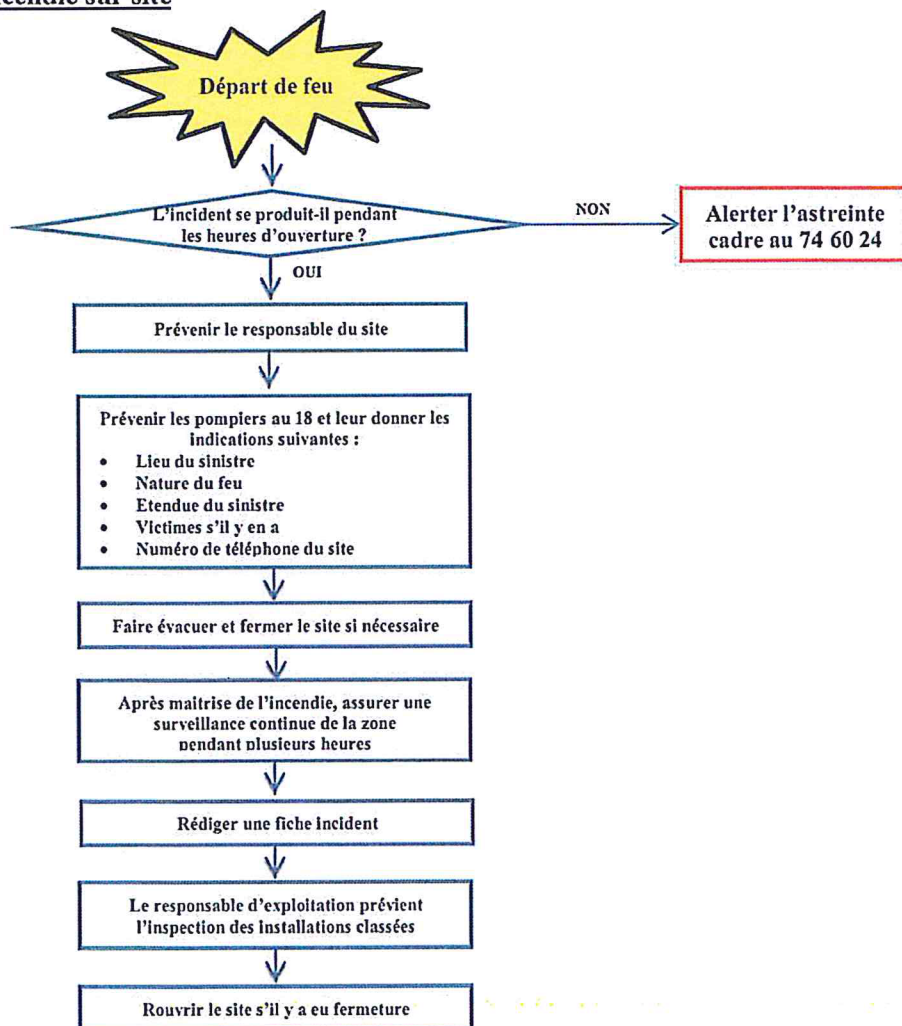 Départ de feu
L'incident se produit-il pendant
les heures d'ouverture ?
NON
Alerter l'astreinte
cadre au 74 60 24
OUI
Prévenir le responsable du site
Prévenir les pompiers au 18 et leur donner les
indications suivantes :
• Lieu du sinistre
• Nature du feu
• Etendue du sinistre
• Victimes s'il y en a
• Numéro de téléphone du site
Faire évacuer et fermer le site si nécessaire
Après maitrise de l'incendie, assurer une
surveillance continue de la zone
pendant plusieurs heures
Rédiger une fiche incident
Le responsable d'exploitation prévient
l'inspection des installations classées
Rouvrir le site s'il y a eu fermeture